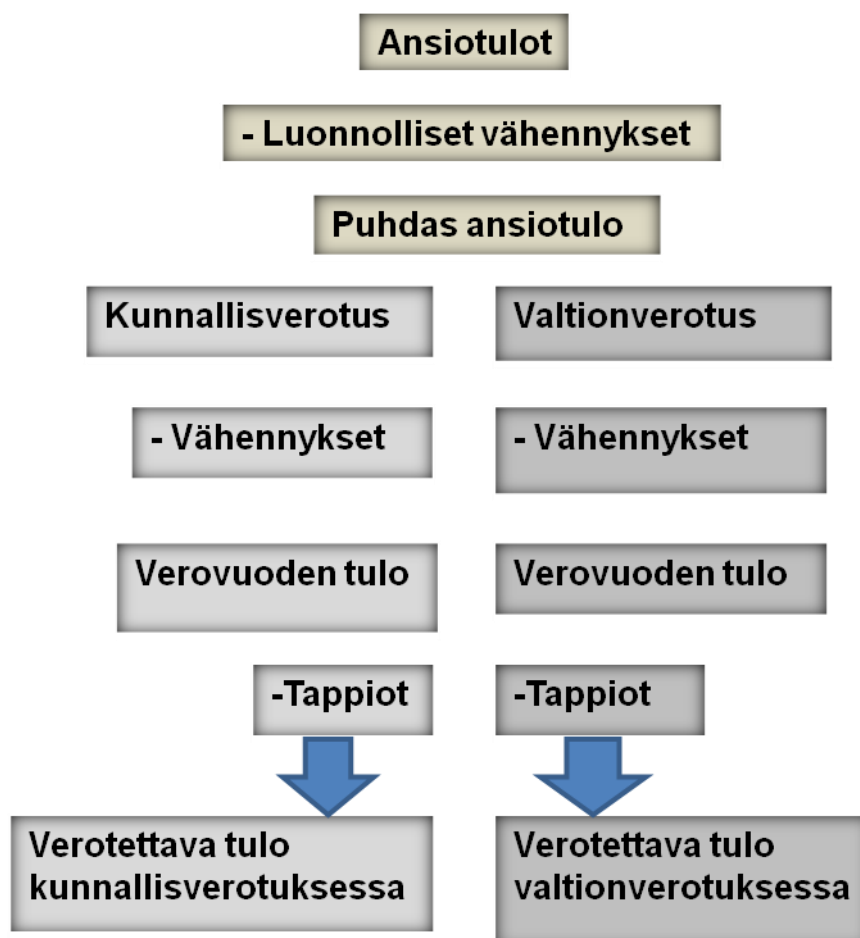 Ansiotulot
- Luonnolliset vähennykset
Puhdas ansiotulo
Kunnallisverotus
Valtionverotus
- Vähennykset
- Vähennykset
Verovuoden tulo
Verovuoden tulo
-Tappiot
-Tappiot
Verotettava tulo
kunnallisverotuksessa
Verotettava tulo
valtionverotuksessa